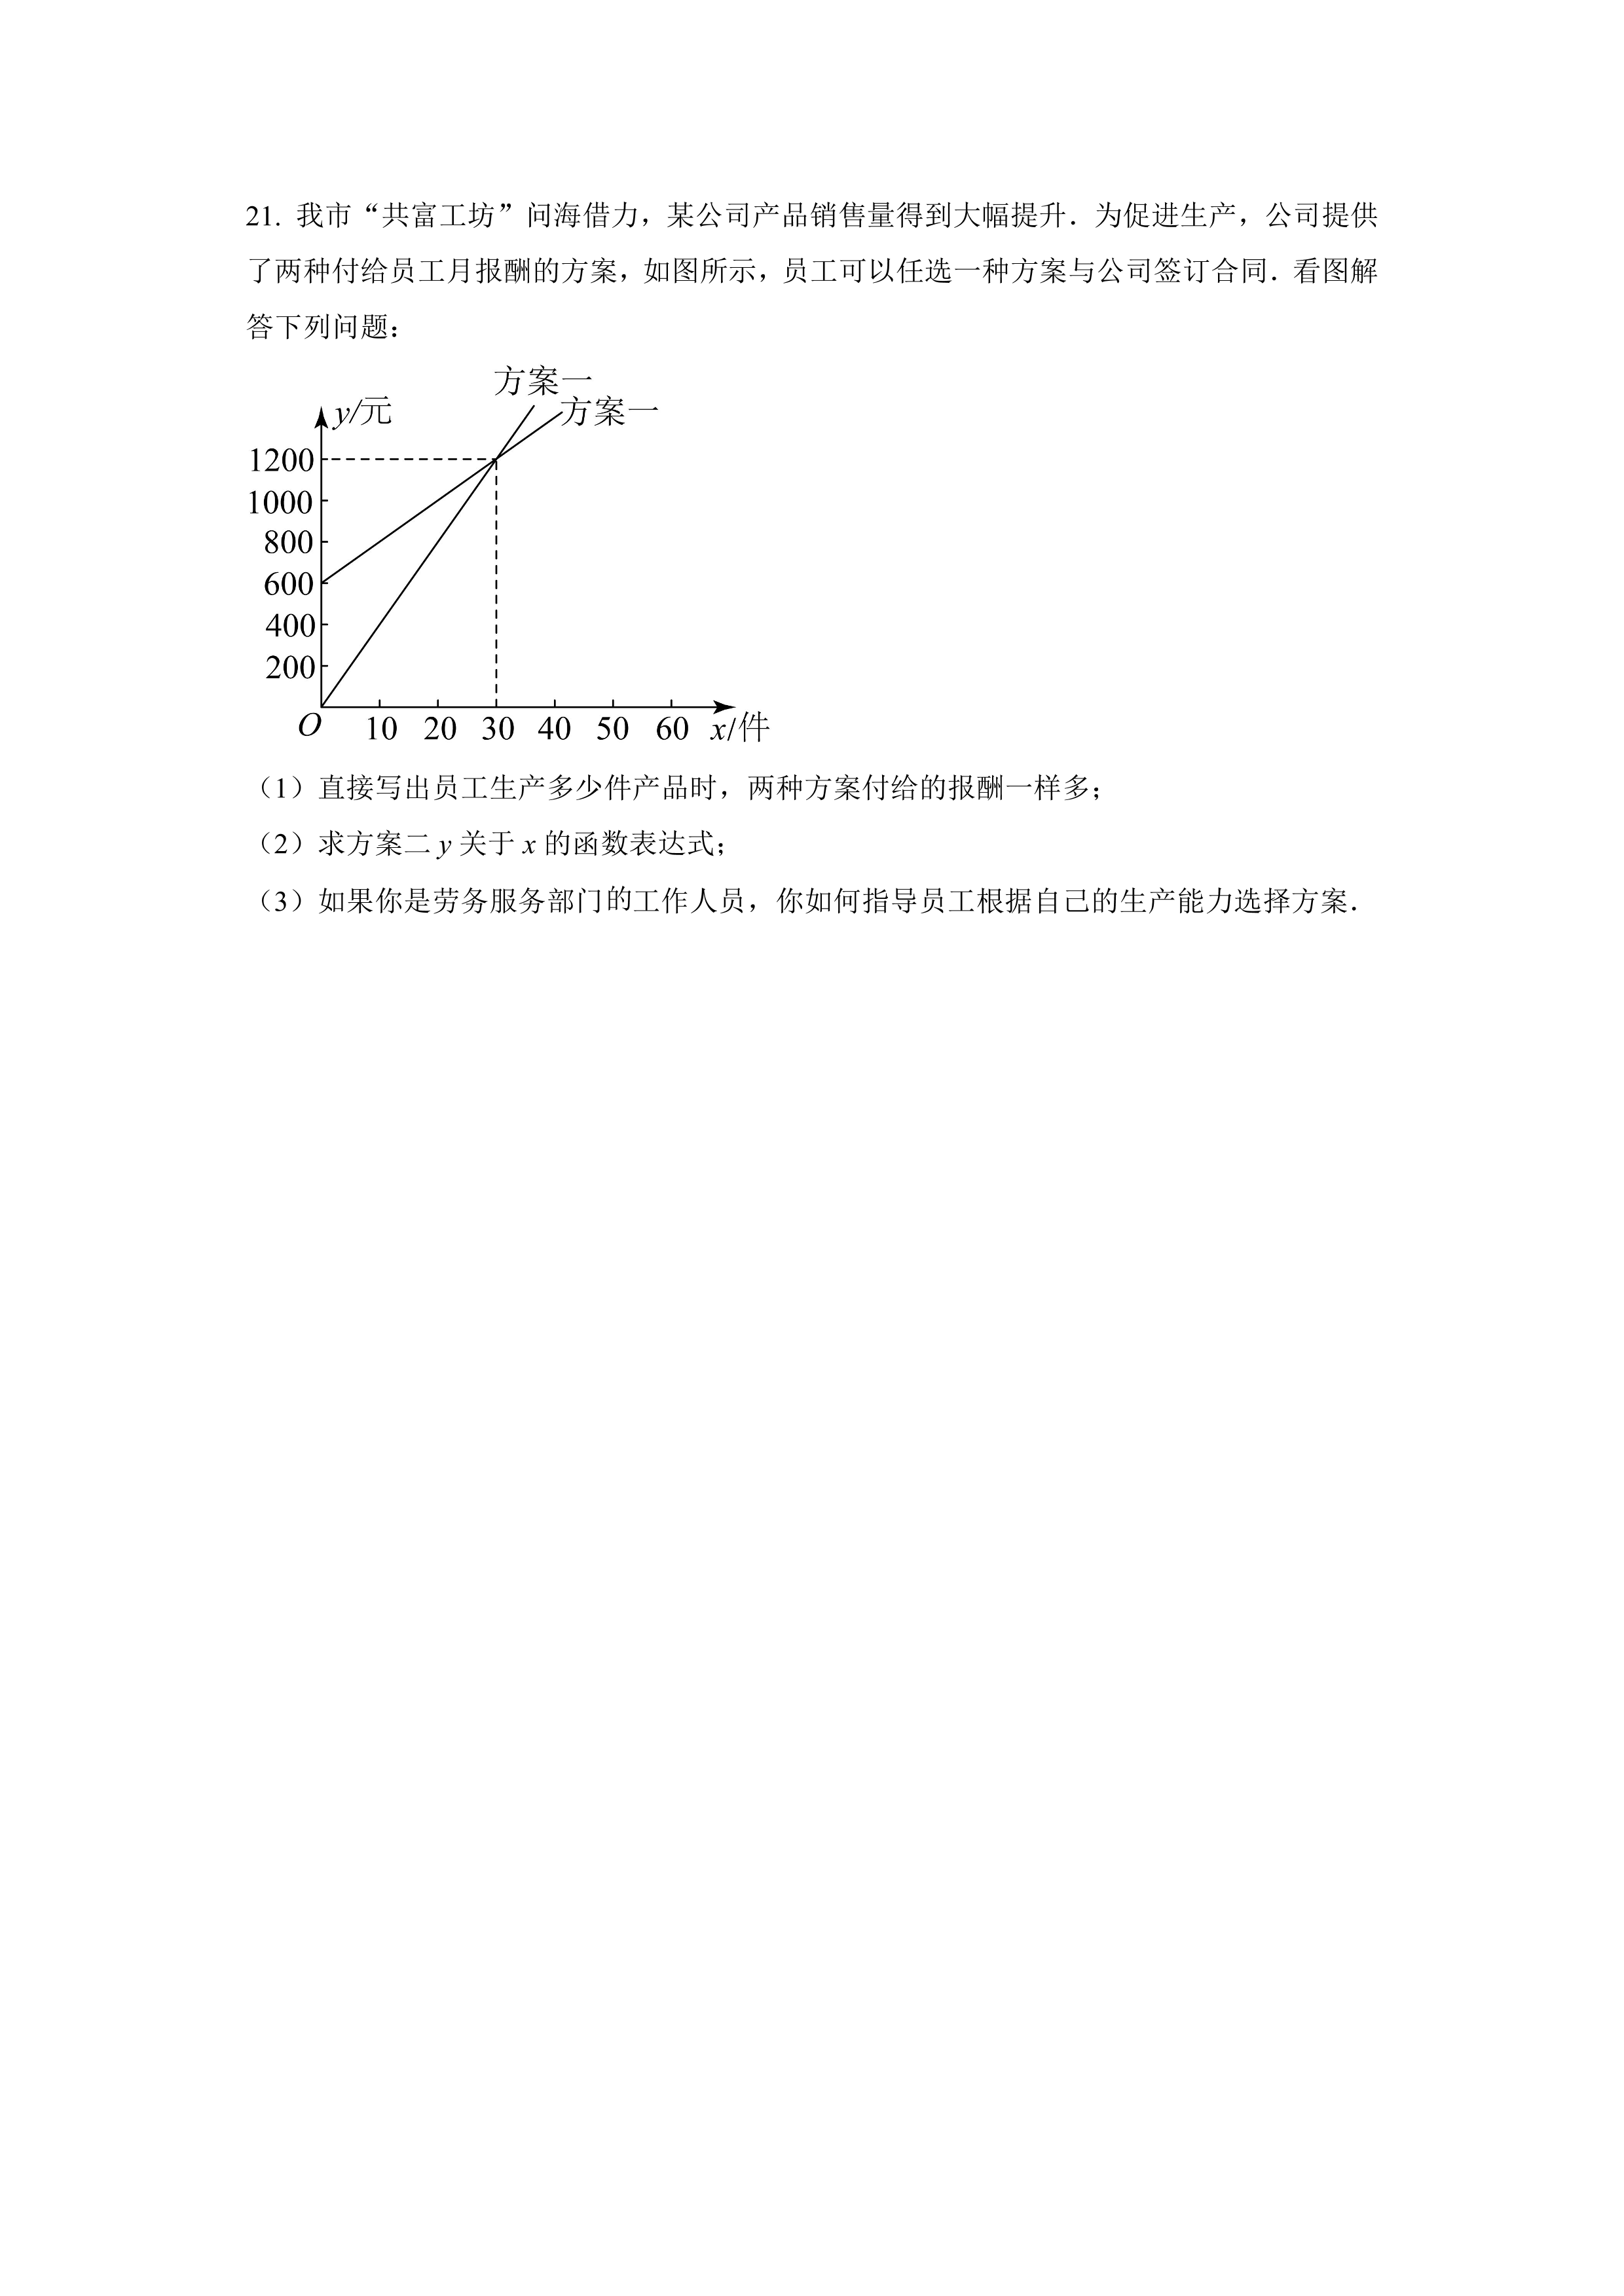 21. 我市“共富工坊”问海借力，某公司产品销售量得到大幅提升．为促进生产，公司提供
了两种付给员工月报酬的方案，如图所示，员工可以任选一种方案与公司签订合同．看图解
答下列问题：
方案一
y/元
方案一
1200
1000
800
600
400
200
O 10 20 30 40 50 60 x/件
（1）直接写出员工生产多少件产品时，两种方案付给的报酬一样多；
（2）求方案二 y 关于 x 的函数表达式；
（3）如果你是劳务服务部门的工作人员，你如何指导员工根据自己的生产能力选择方案．